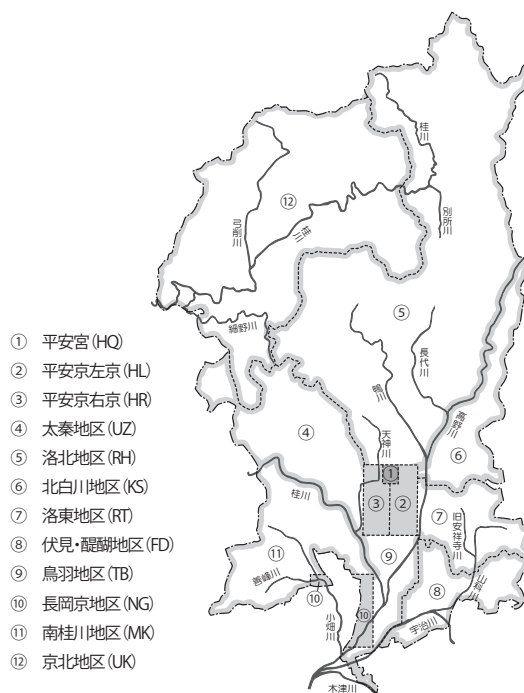 ① 平安宮(HQ)
② 平安京左京(HL)
③ 平安京右京(HR)
④ 太秦地区(UZ)
⑤ 洛北地区(RH)
⑥ 北白川地区(KS)
⑦ 洛東地区(RT)
⑧ 伏見・醍醐地区(FD)
⑨ 鳥羽地区(TB)
⑩ 長岡京地区(NG)
⑪ 南桂川地区(MK)
⑫ 京北地区(UK)
桂川
⑫
別所川
弓削川
桂川
⑤
細野川
長代川
鴨川
高野川
④
天神川
⑥
①
桂川
③
②
⑦
旧安祥寺川
⑪
⑨
山科川
善峰川
⑩
⑧
⑩
小畑川
宇治川
木津川